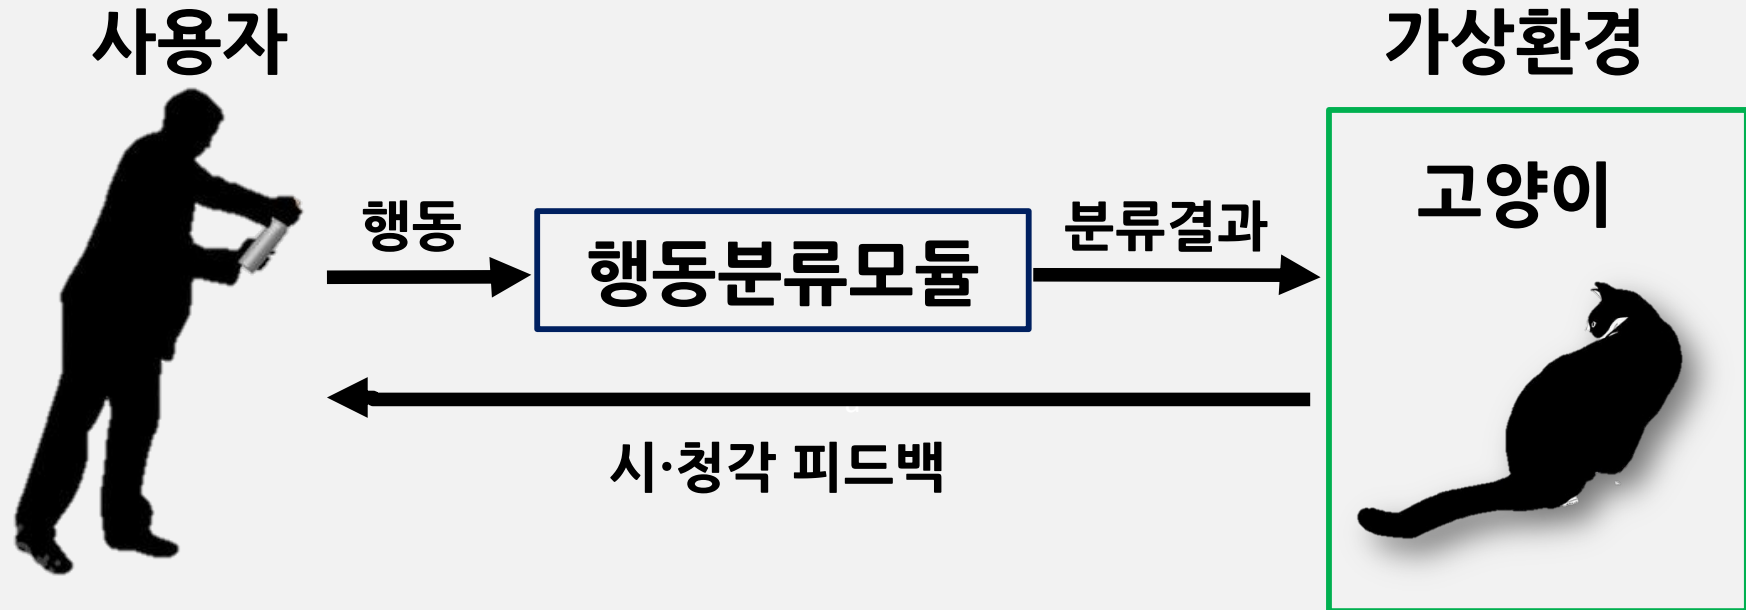 사용자
가상환경
고양이
행동
분류결과
행동분류모듈
시·청각 피드백